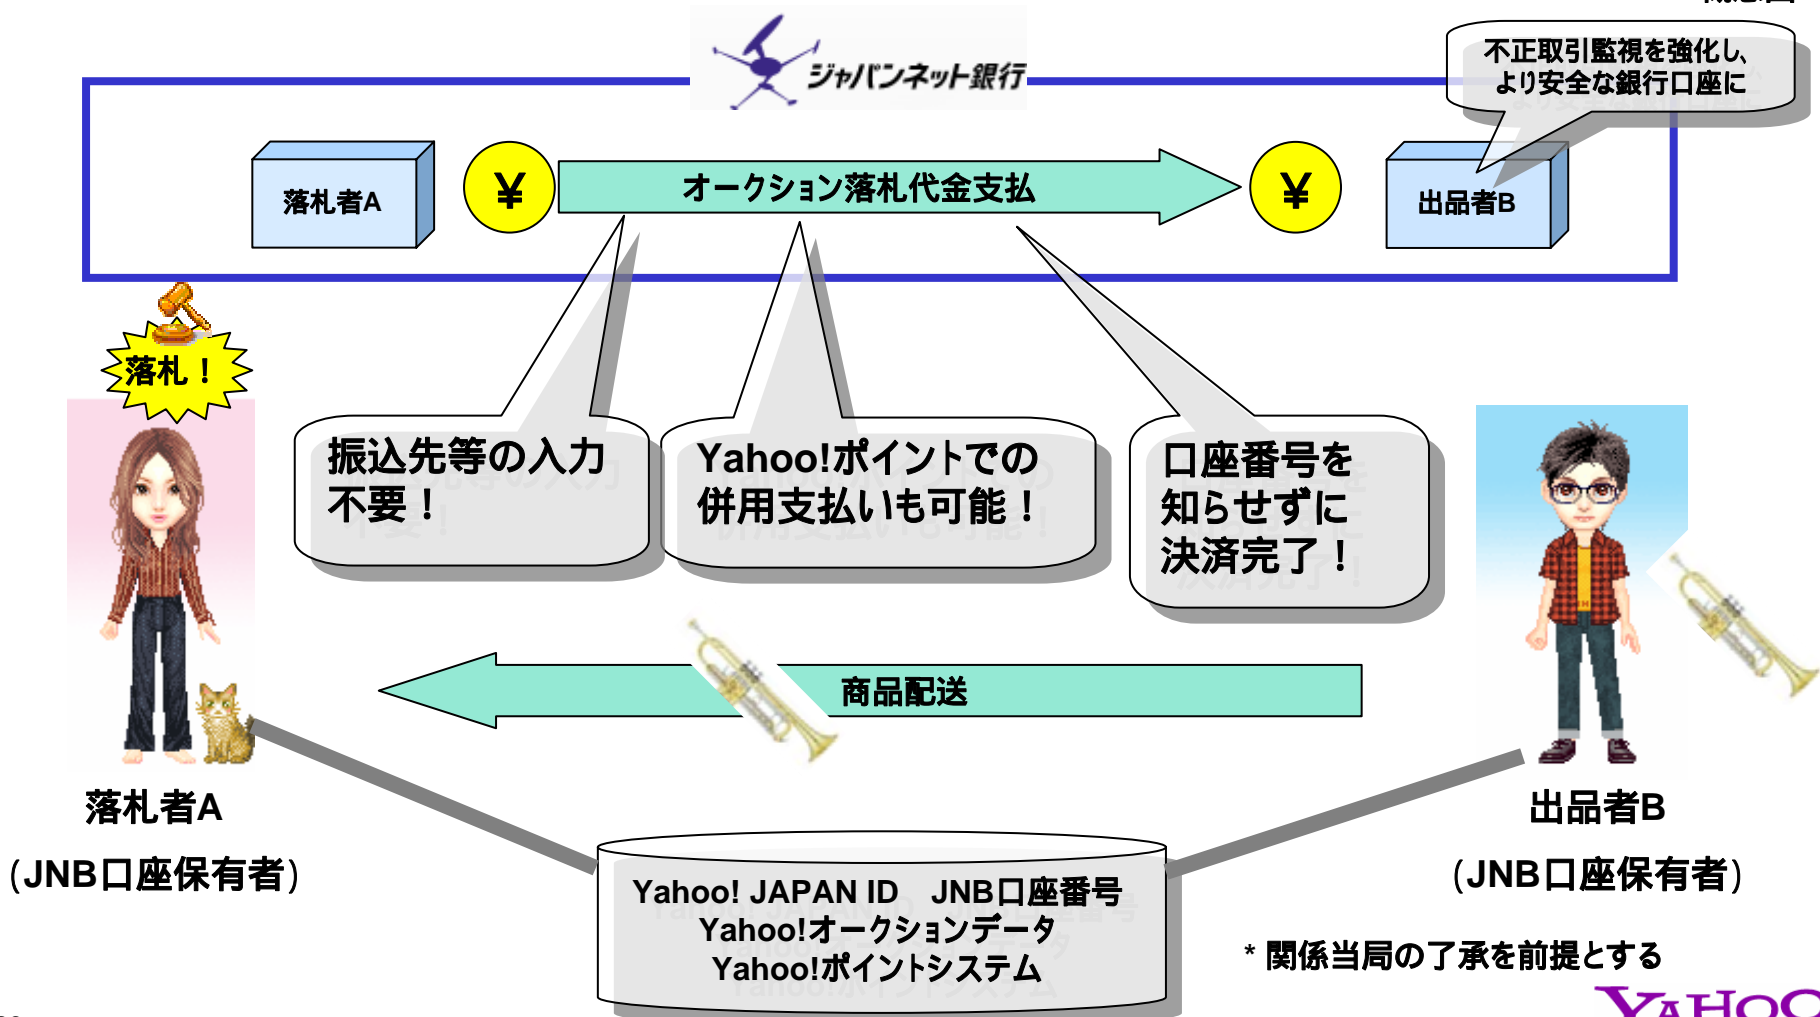 ジャパンネット銀行
不正取引監視を強化し、
より安全な銀行口座に
落札者A
¥
オークション落札代金支払
¥
出品者B
落札！
振込先等の入力
不要！
Yahoo!ポイントでの
併用支払いも可能！
口座番号を
知らせずに
決済完了！
商品配送
落札者A
(JNB口座保有者)
出品者B
(JNB口座保有者)
Yahoo! JAPAN ID　JNB口座番号
Yahoo!オークションデータ
Yahoo!ポイントシステム
* 関係当局の了承を前提とする
YAHOO